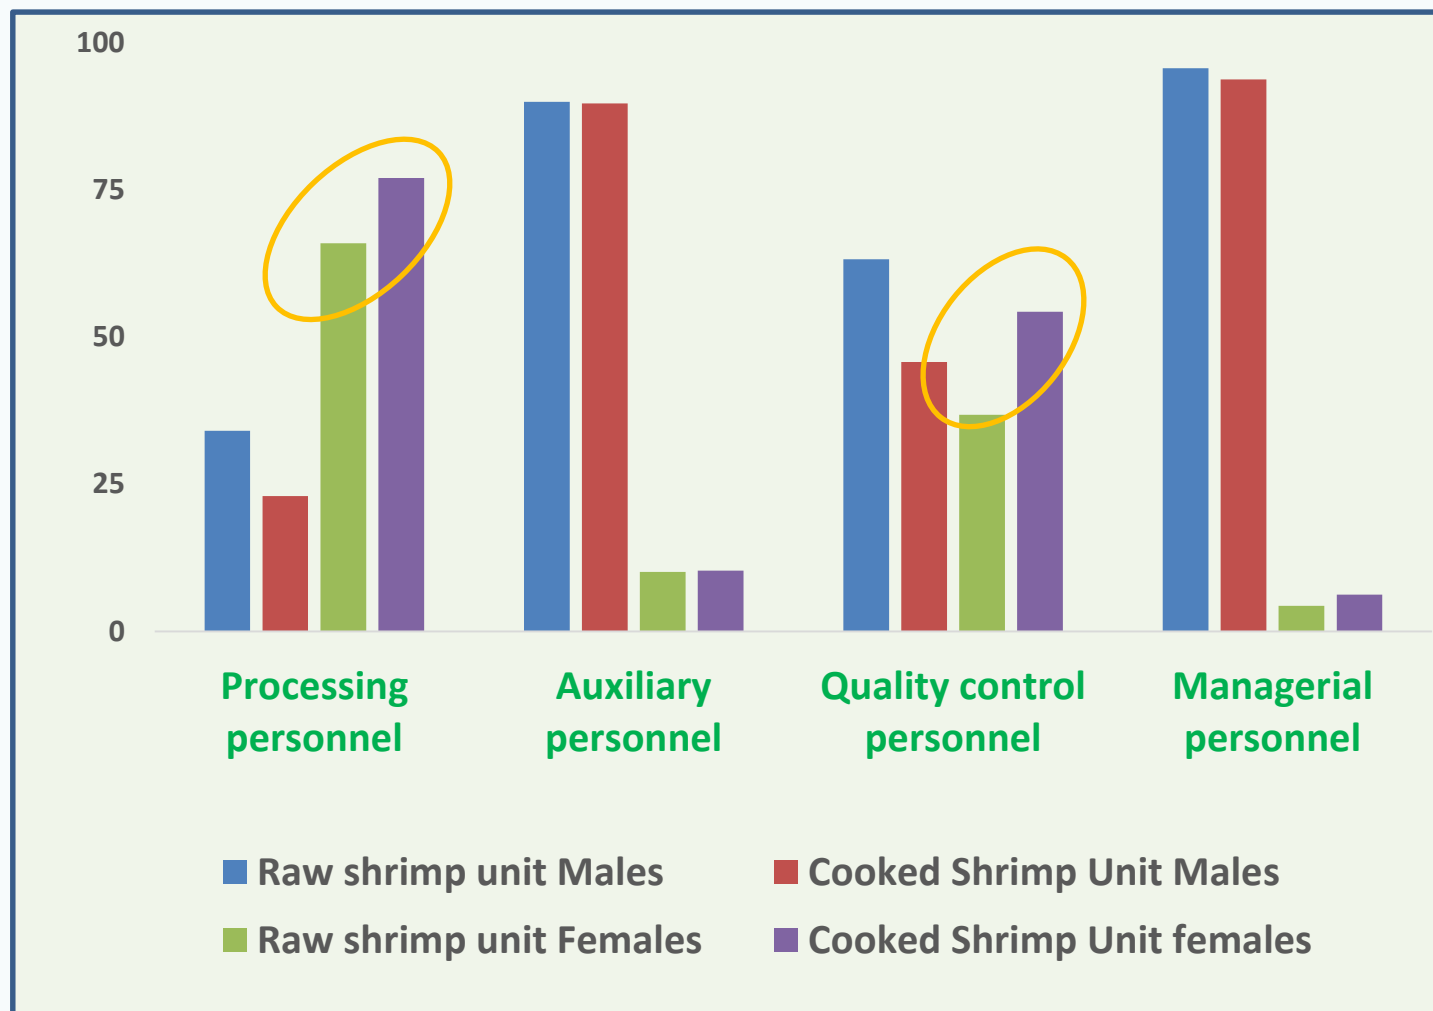 100
75
50
25
0
Processing personnel
Auxiliary personnel
Quality control personnel
Managerial personnel
Raw shrimp unit Males
Cooked Shrimp Unit Males
Raw shrimp unit Females
Cooked Shrimp Unit females